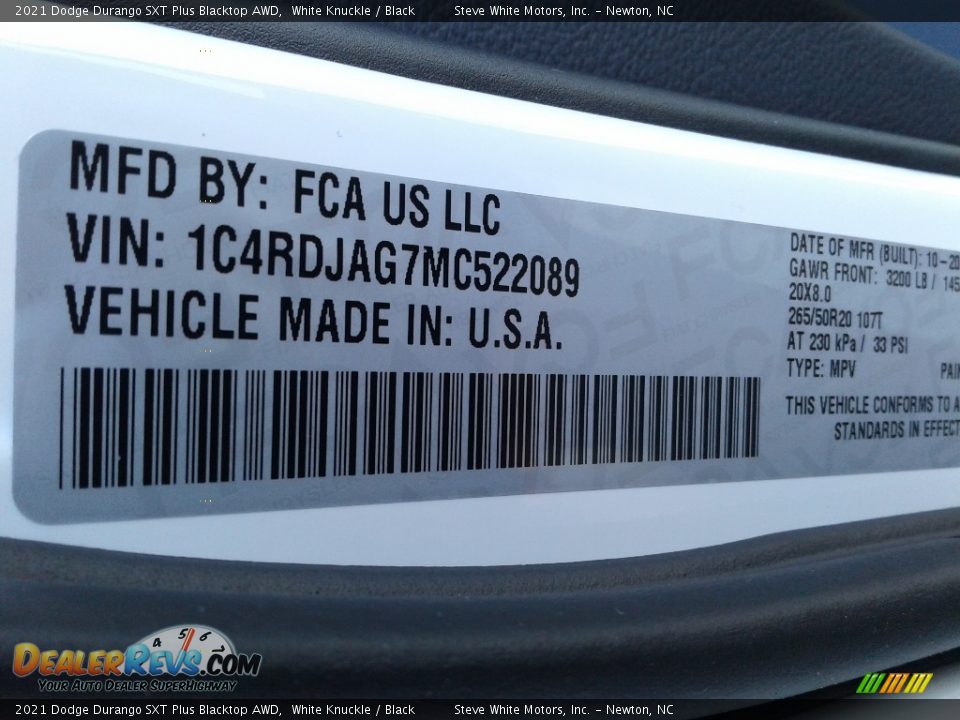 2021 Dodge Durango SXT Plus Blacktop AWD, White Knuckle / Black Steve White Motors, Inc. - Newton, NC
MFD BY: FCA US LLC
VIN: 1C4RDJAG7MC522089
VEHICLE MADE IN: U.S.A.
DATE OF MFR (BUILT): 10-20
GAWR FRONT: 3200 LB / 145
20X8.0
265/50R20 107T
AT 230 kPa / 33 PSI
TYPE: MPV PAIN
THIS VEHICLE CONFORMS TO A
STANDARDS IN EFFECT
4 5 6
DEALERREVS.COM
YOUR AUTO DEALER SUPERHIGHWAY
2021 Dodge Durango SXT Plus Blacktop AWD, White Knuckle / Black Steve White Motors, Inc. - Newton, NC